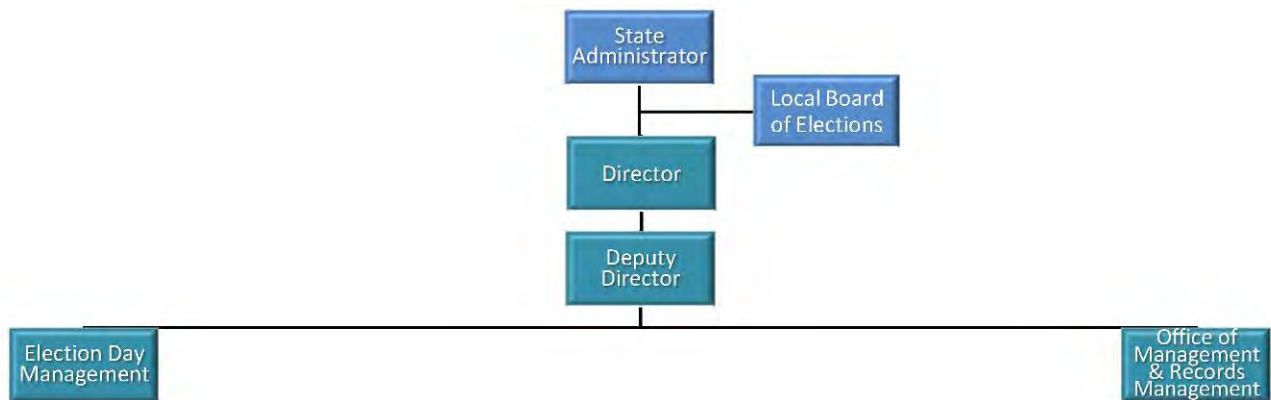 State
Administrator
Local Board
of Elections
Director
Deputy
Director
Election Day
Management
Office of
Management
& Records
Management